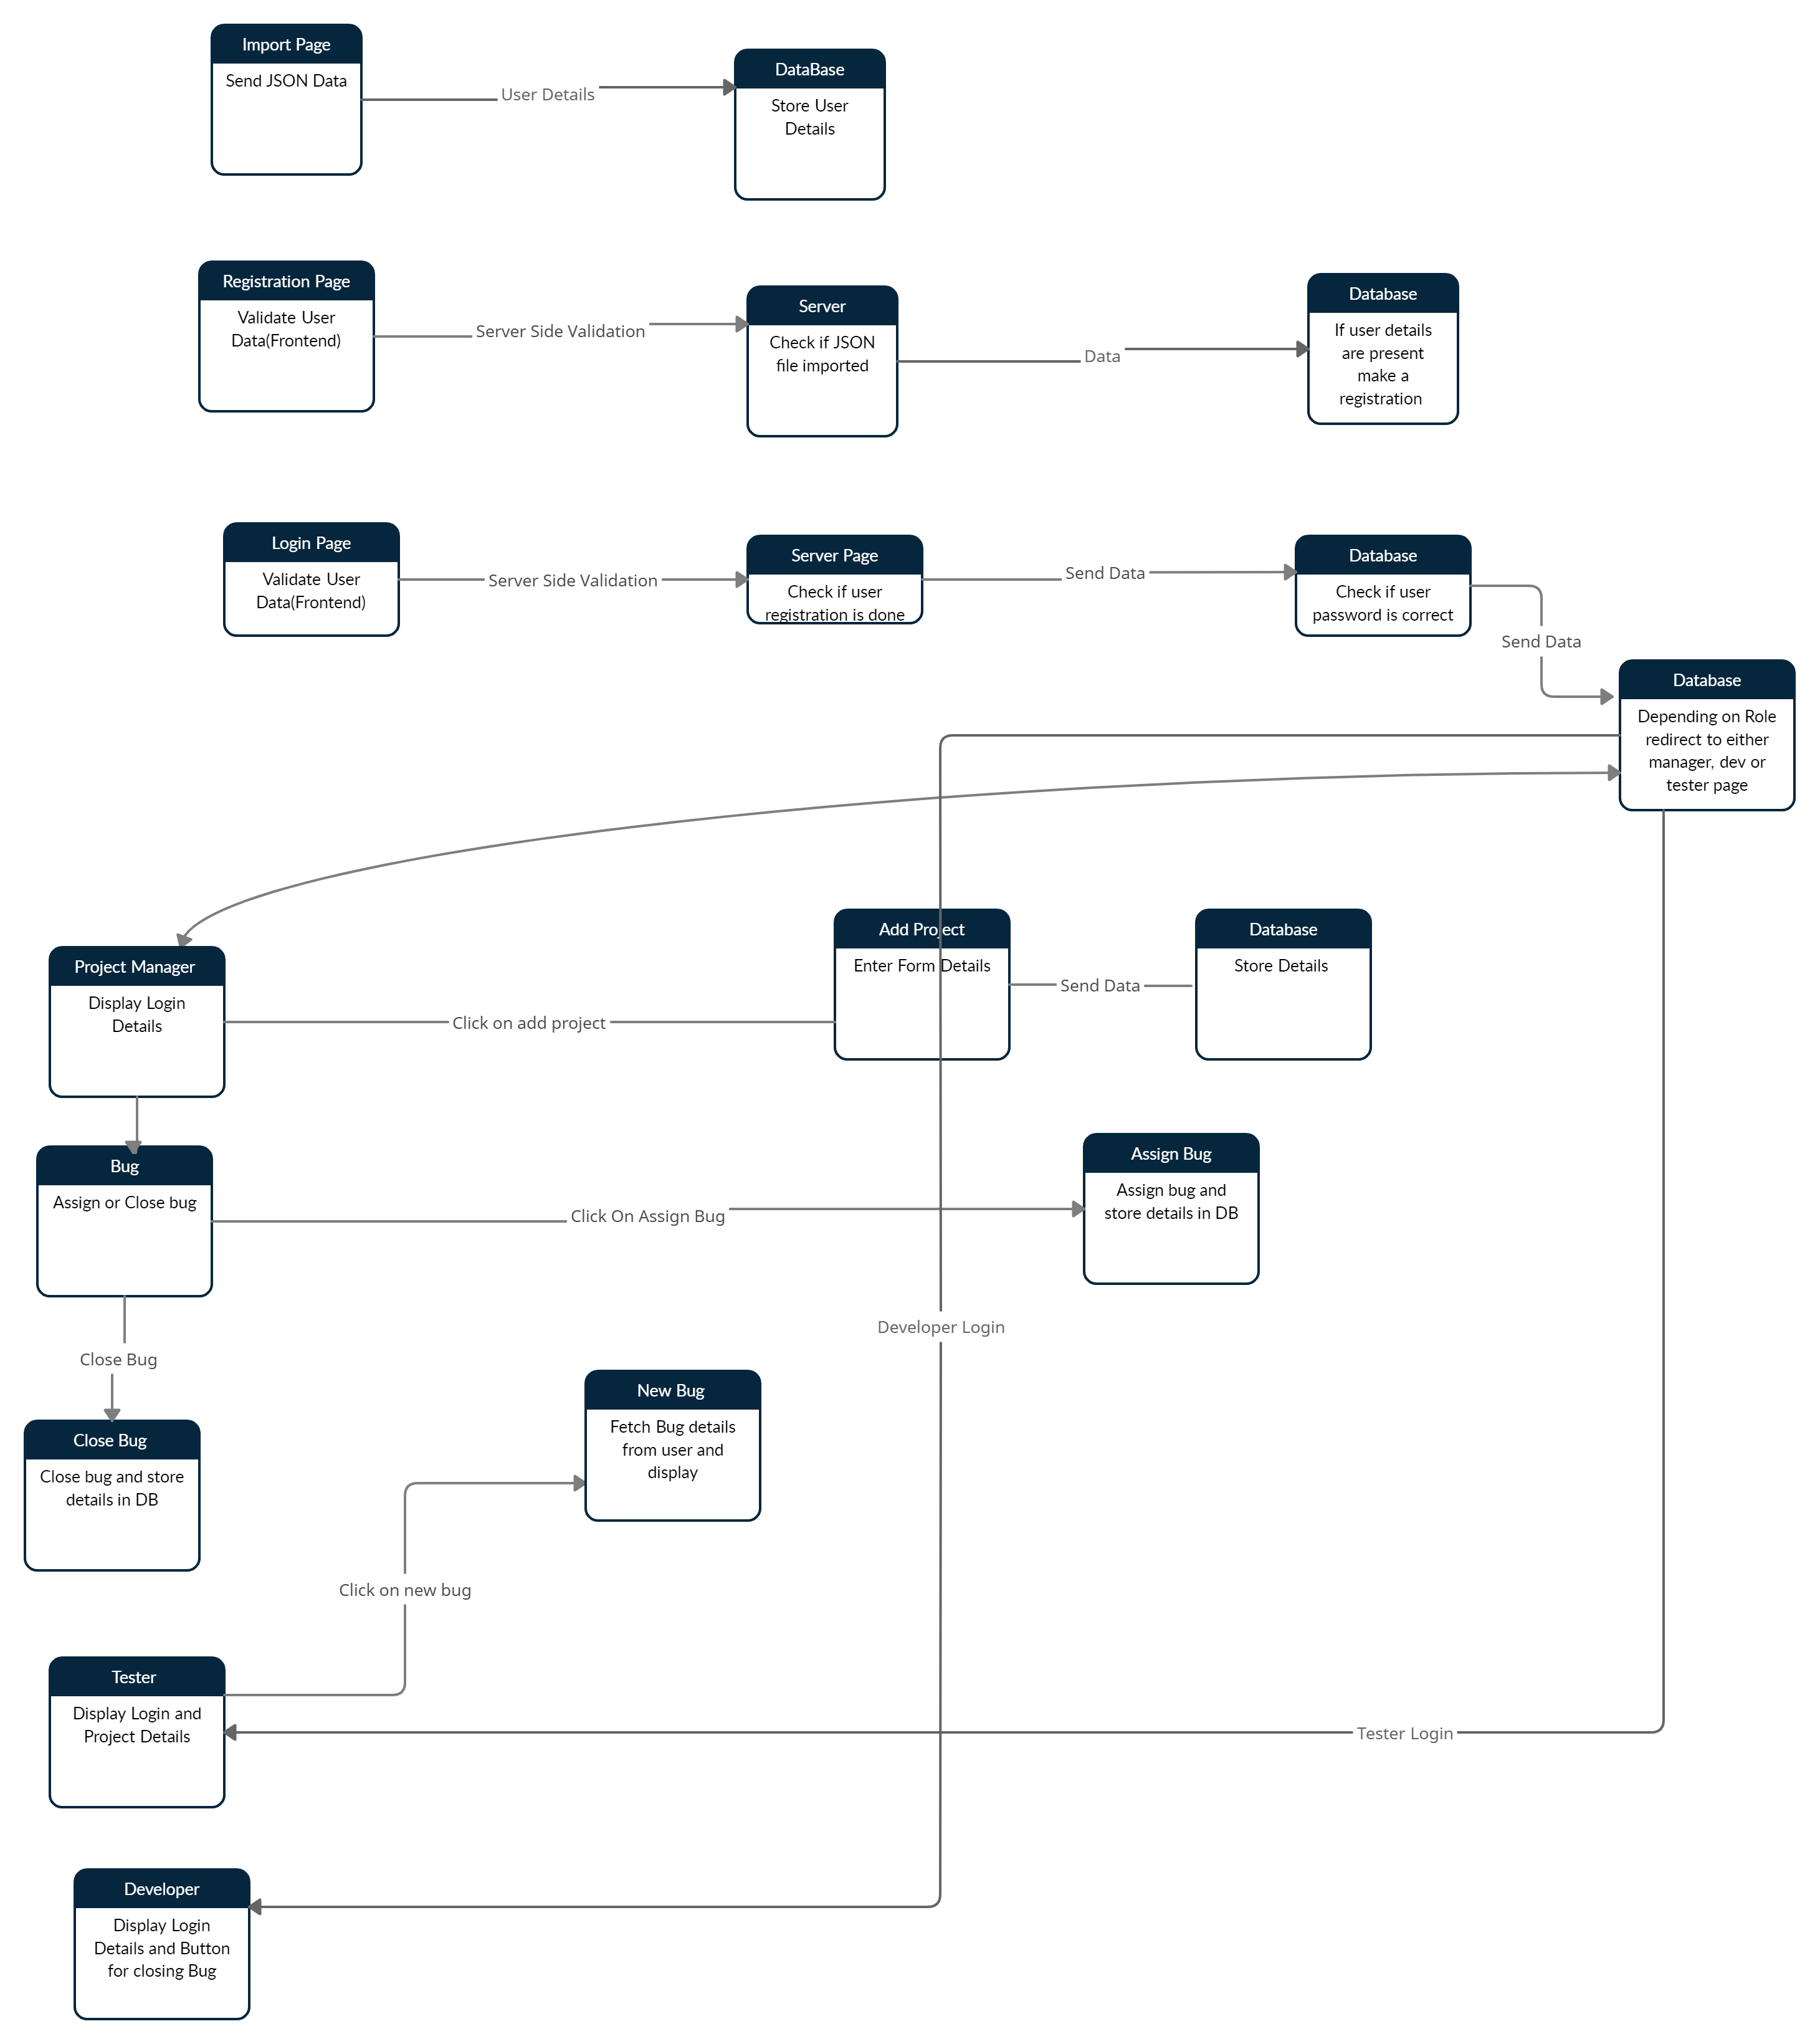 Import Page
Send JSON Data
User Details
DataBase
Store User
Details
Registration Page
Validate User
Data(Frontend)
Server Side Validation
Server
Check if JSON
file imported
Data
Database
If user details
are present
make a
registration
Login Page
Validate User
Data(Frontend)
Server Side Validation
Server Page
Check if user
registration is done
Send Data
Database
Check if user
password is correct
Send Data
Database
Depending on Role
redirect to either
manager, dev or
tester page
Project Manager
Display Login
Details
Click on add project
Add Project
Enter Form Details
Send Data
Database
Store Details
Bug
Assign or Close bug
Click On Assign Bug
Assign Bug
Assign bug and
store details in DB
Developer Login
Close Bug
Close Bug
Close bug and store
details in DB
New Bug
Fetch Bug details
from user and
display
Click on new bug
Tester
Display Login and
Project Details
Tester Login
Developer
Display Login
Details and Button
for closing Bug